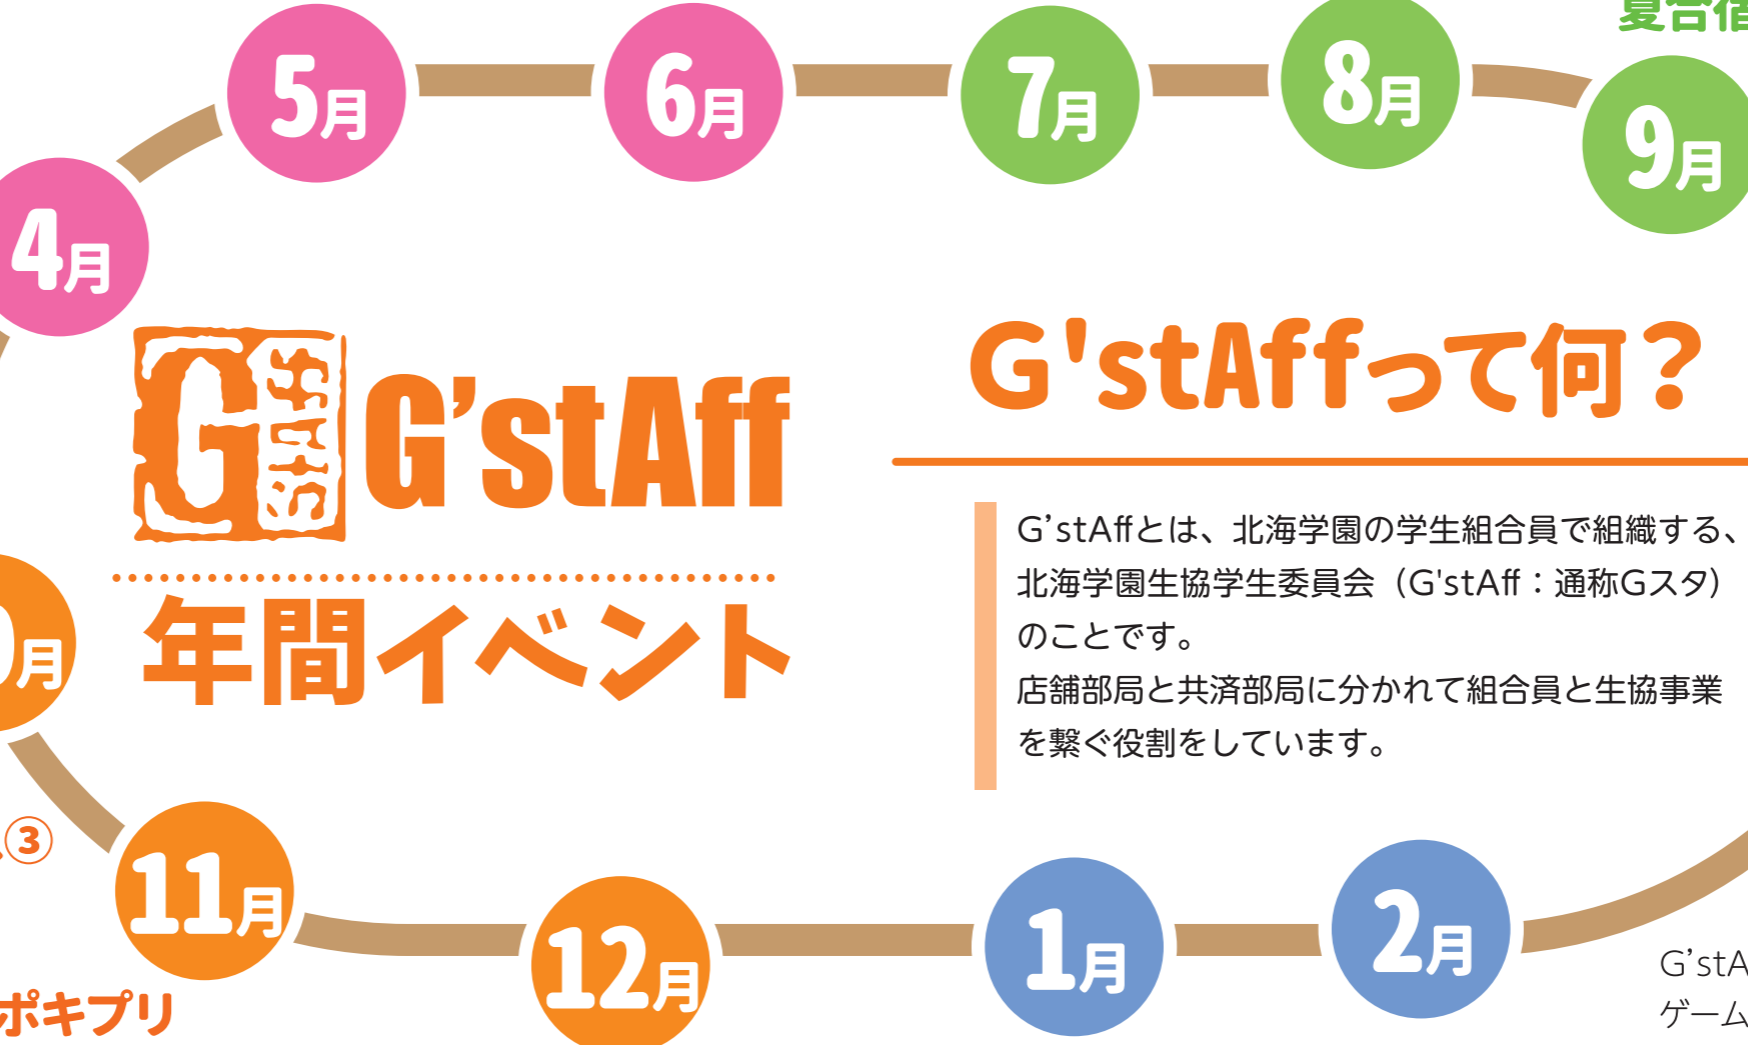 夏合宿
5月
6月
7月
8月
9月
4月
G
G'stAff
年間イベント
G'stAffって何？
G'stAffとは、北海学園の学生組合員で組織する、
北海学園生協学生委員会（G'stAff：通称Gスタ）
のことです。
店舗部局と共済部局に分かれて組合員と生協事業
を繋ぐ役割をしています。
0月
③
11月
12月
1月
2月
ポキプリ
G'stA
ゲーム